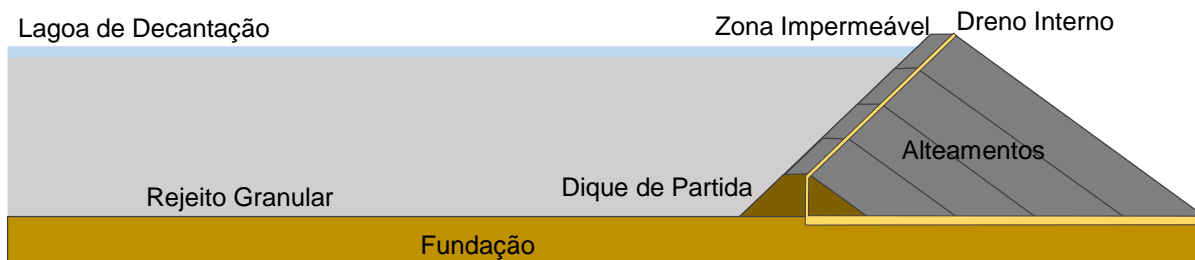 Lagoa de Decantação
Zona Impermeável
Dreno Interno
Alteamentos
Dique de Partida
Rejeito Granular
Fundação